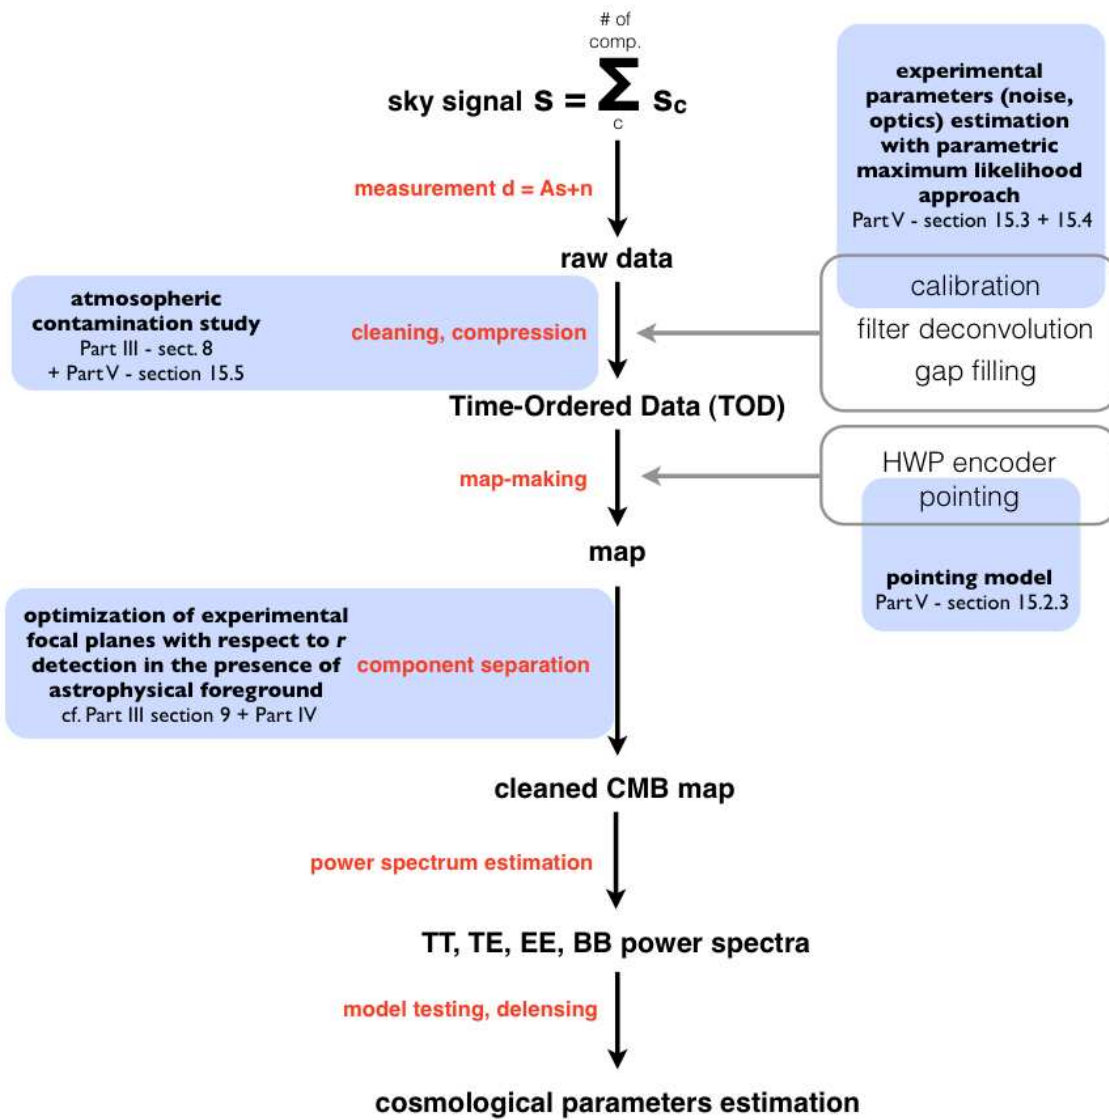 # of
comp.
sky signal s = Σ sc
c
experimental
parameters (noise,
optics) estimation
with parametric
maximum likelihood
approach
Part V - section 15.3 + 15.4
measurement d = As+n
raw data
calibration
filter deconvolution
gap filling
atmosopheric
contamination study
Part III - sect. 8
+ Part V - section 15.5
cleaning, compression
Time-Ordered Data (TOD)
HWP encoder
pointing
map-making
map
pointing model
Part V - section 15.2.3
optimization of experimental
focal planes with respect to r
detection in the presence of
astrophysical foreground
cf. Part III section 9 + Part IV
component separation
cleaned CMB map
power spectrum estimation
TT, TE, EE, BB power spectra
model testing, delensing
cosmological parameters estimation